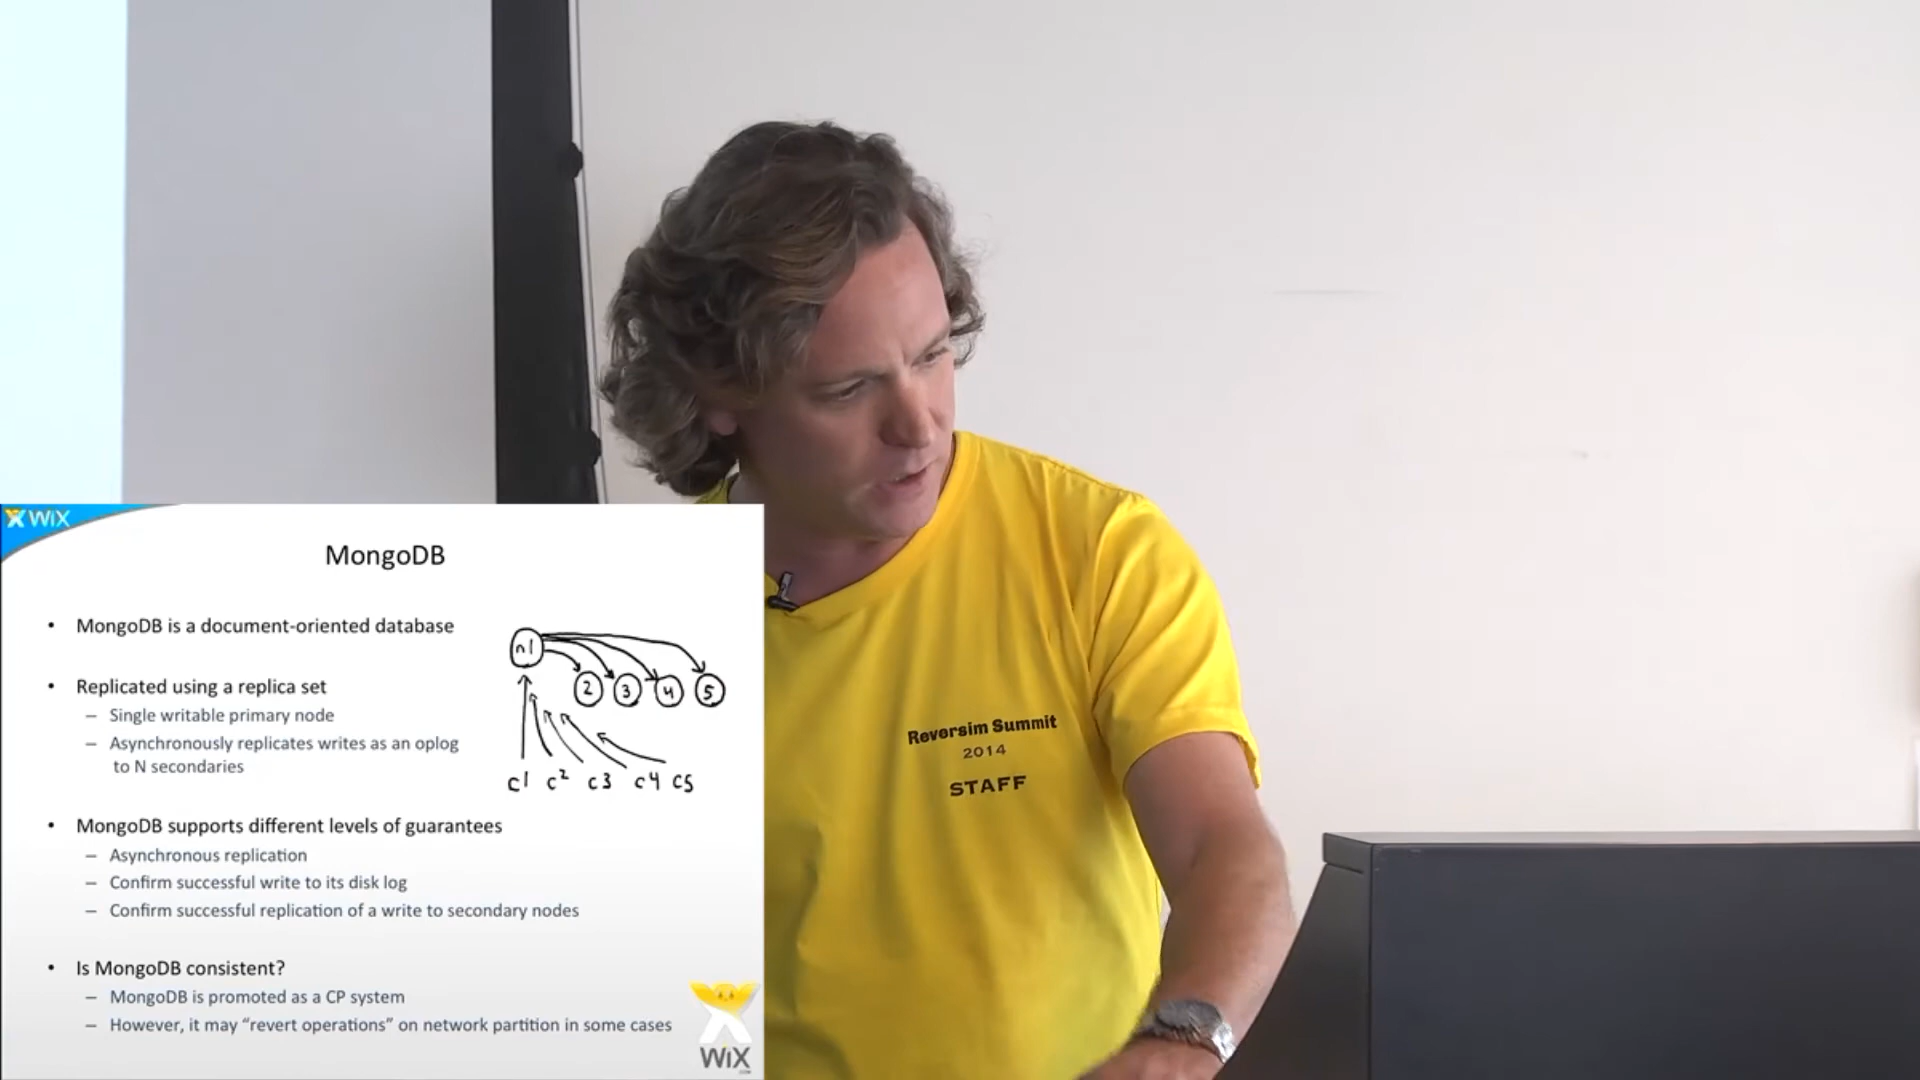 WiX
MongoDB
• MongoDB is a document-oriented database
• Replicated using a replica set
– Single writable primary node
– Asynchronously replicates writes as an oplog
to N secondaries
n1
2 3 4 5
c1 c2 c3 c4 c5
• MongoDB supports different levels of guarantees
– Asynchronous replication
– Confirm successful write to its disk log
– Confirm successful replication of a write to secondary nodes
• Is MongoDB consistent?
– MongoDB is promoted as a CP system
– However, it may “revert operations” on network partition in some cases
WiX
.COM
Reversim Summit
2014
STAFF